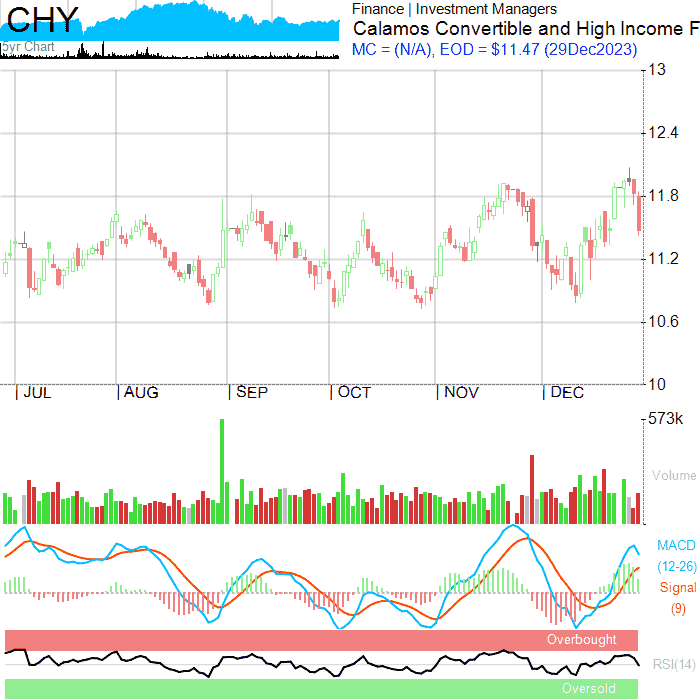 CHY
5yr Chart
Finance | Investment Managers
Calamos Convertible and High Income F
MC = (N/A), EOD = $11.47 (29Dec2023)
13
12.4
11.8
11.2
10.6
10
JUL AUG SEP OCT NOV DEC
573k
Volume
MACD
(12-26)
Signal
(9)
Overbought
RSI(14)
Oversold